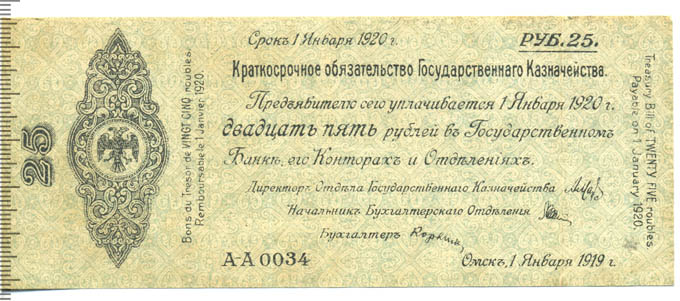 Срокъ 1 Января 1920 г.
РУБ. 25.
Краткосрочное обязательство Государственнаго Казначейства.
Предъявителю сего уплачивается 1 Января 1920 г.
двадцать пять рублей въ Государственномъ
Банкѣ, его Конторахъ и Отдѣленіяхъ.
Директоръ Отдѣла Государственнаго Казначейства
Начальникъ Бухгалтерскаго Отдѣленія
Бухгалтеръ
А-А 0034
Омскъ, 1 Января 1919 г.
25
Bons du Trésor de VINGT CINQ roubles.
Remboursable le 1 Janvier 1920.
Treasury Bill of TWENTY FIVE roubles
Payable on 1 January, 1920.